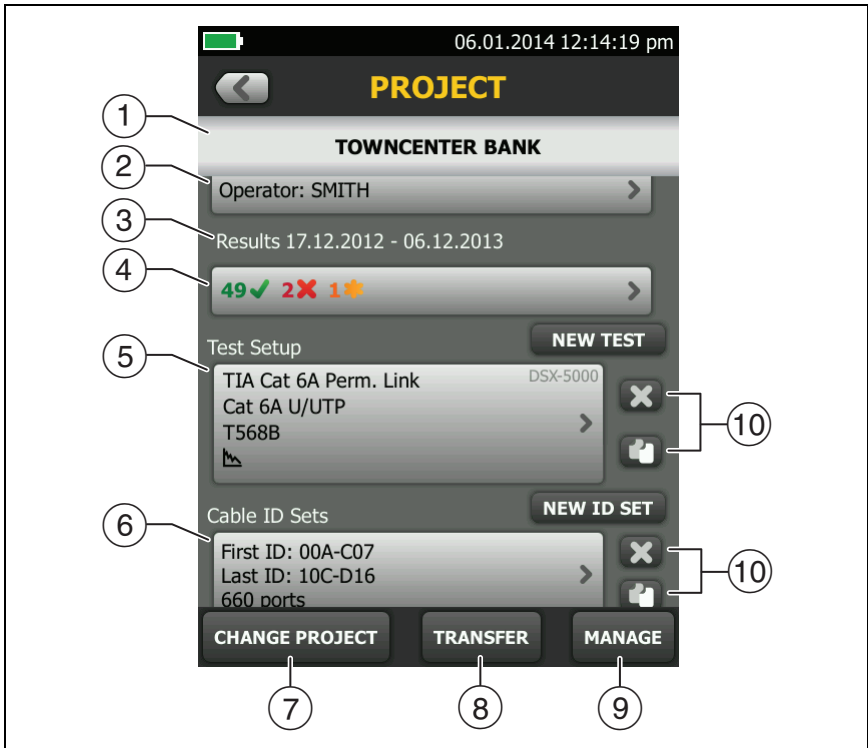 06.01.2014 12:14:19 pm
PROJECT
1
TOWNCENTER BANK
2
Operator: SMITH
3
Results 17.12.2012 - 06.12.2013
4
49 2 1
NEW TEST
5
Test Setup
TIA Cat 6A Perm. Link DSX-5000
Cat 6A U/UTP
T568B
10
NEW ID SET
6
Cable ID Sets
First ID: 00A-C07
Last ID: 10C-D16
660 ports
10
CHANGE PROJECT TRANSFER MANAGE
7 8 9